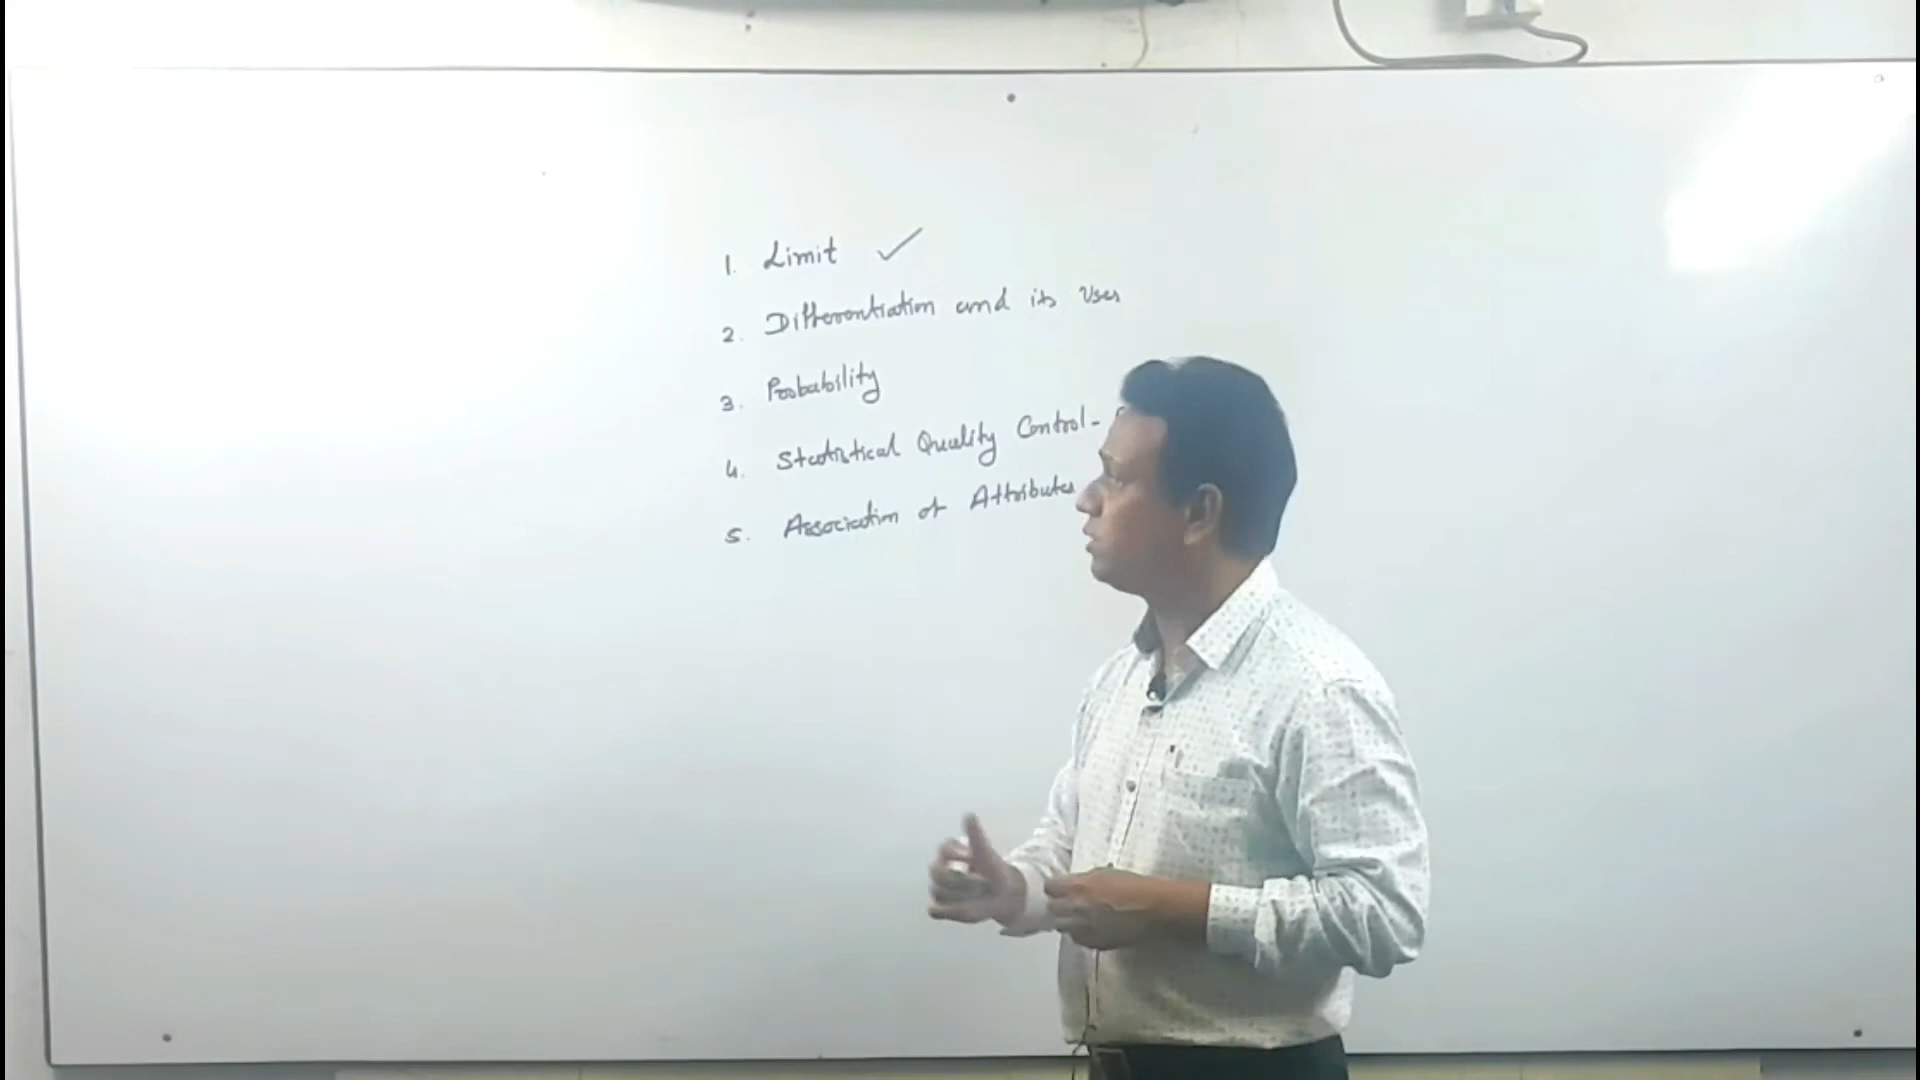 1. Limit ✓
2. Differentiation and its Uses
3. Probability
4. Statistical Quality Control -
5. Association of Attributes